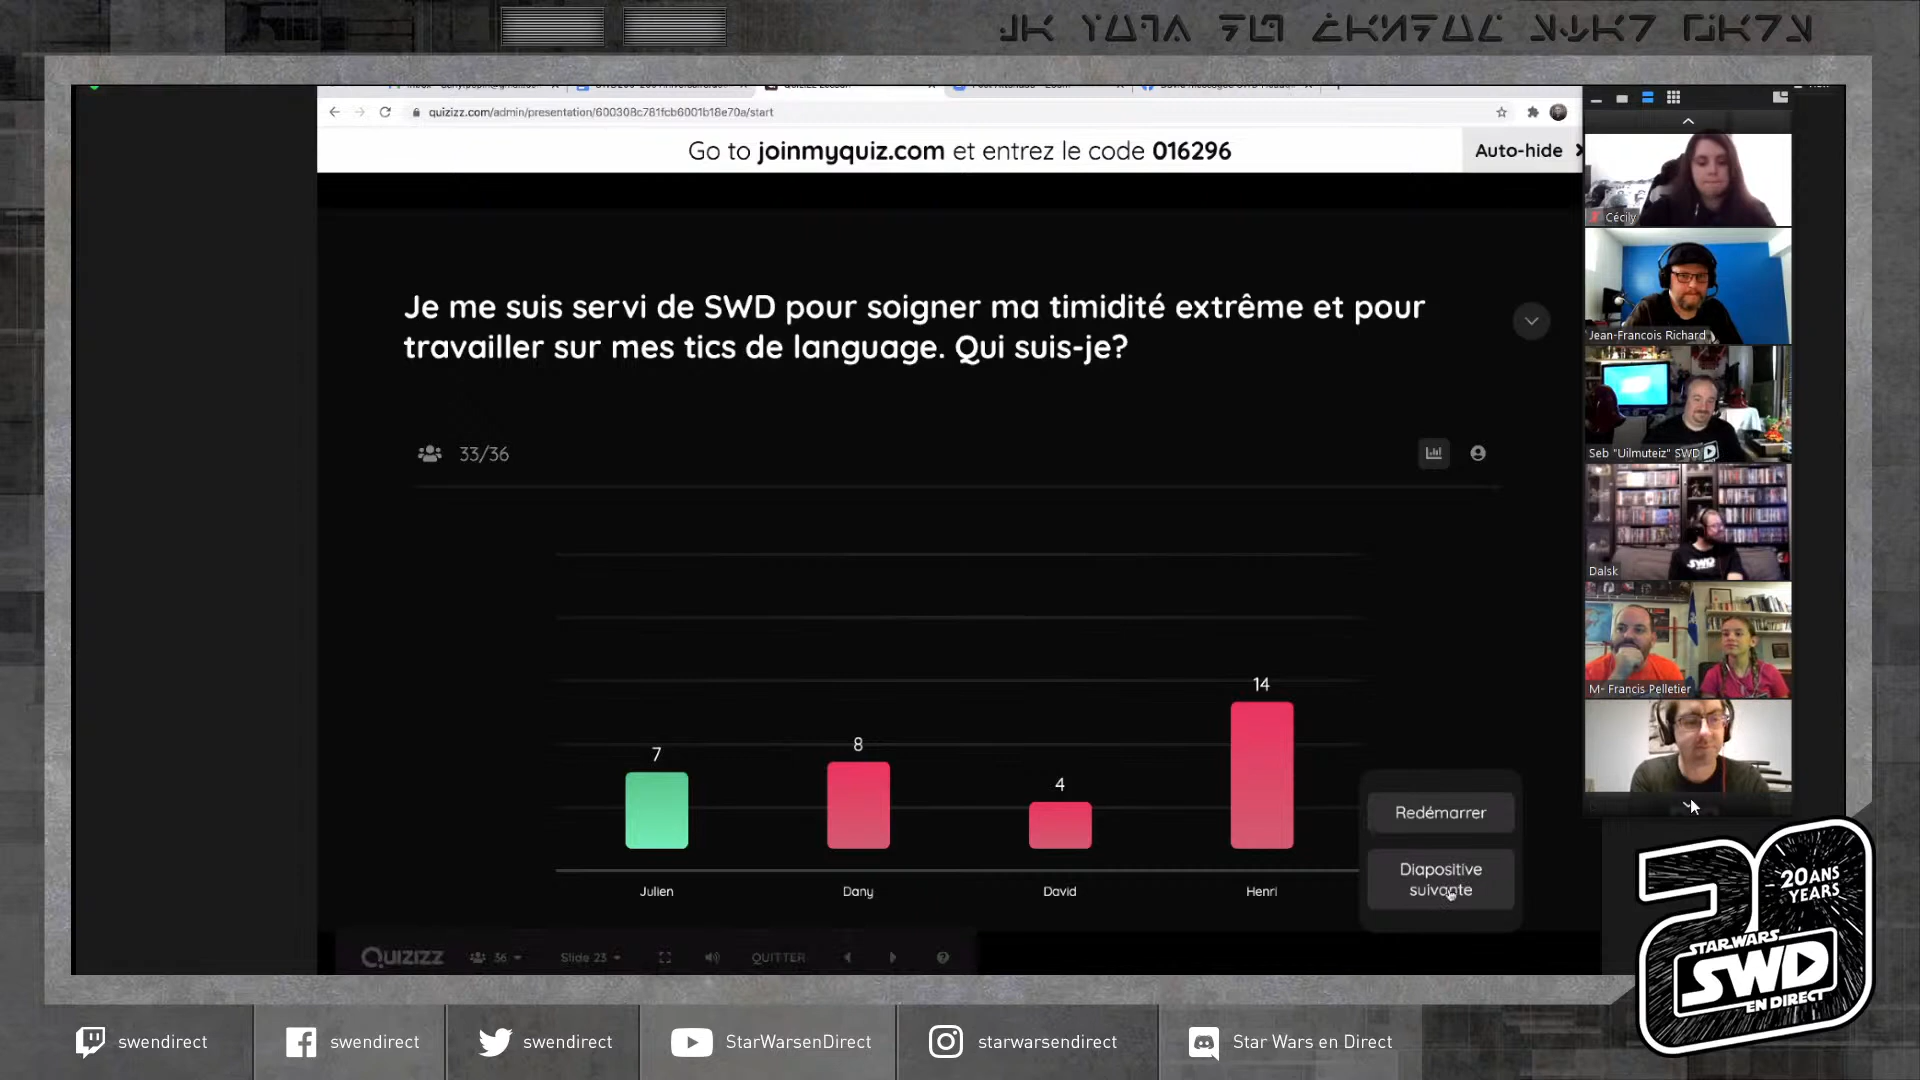 quizizz.com/admin/presentation/600308c781fcb6001b18e70a/start
Go to joinmyquiz.com et entrez le code 016296
Auto-hide
Je me suis servi de SWD pour soigner ma timidité extrême et pour
travailler sur mes tics de language. Qui suis-je?
33/36
7
8
4
14
Julien
Dany
David
Henri
Redémarrer
Diapositive
suivante
Quizizz
36
Slide 23
QUITTER
Cécily
Jean-Francois Richard
Seb "Uilmuteiz" SWD
Dalsk
M- Francis Pelletier
20 ANS
YEARS
STAR WARS
SWD
EN DIRECT
swendirect
swendirect
swendirect
StarWarsenDirect
starwarsendirect
Star Wars en Direct